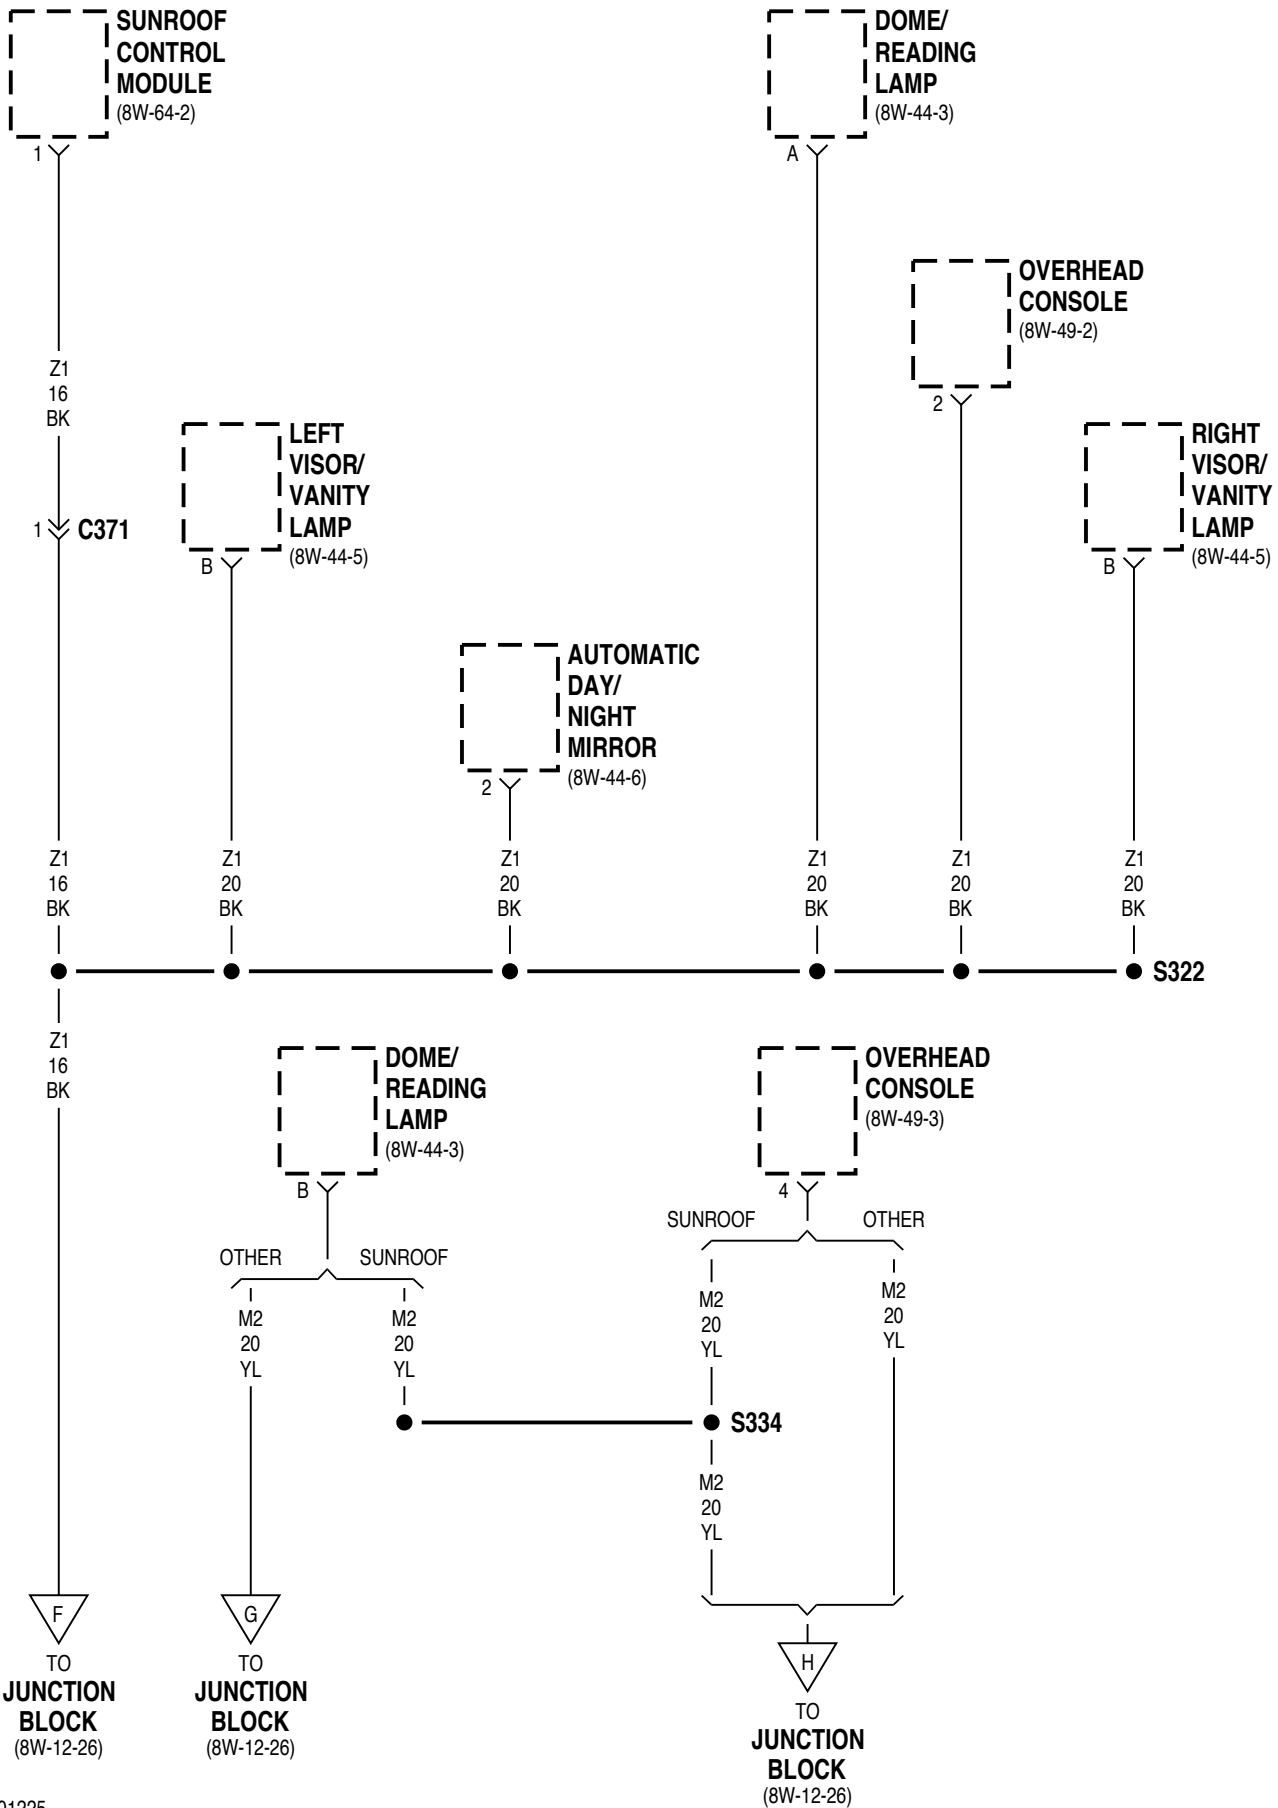 SUNROOF
CONTROL
MODULE
(8W-64-2)
1
DOME/
READING
LAMP
(8W-44-3)
A
OVERHEAD
CONSOLE
(8W-49-2)
2
Z1
16
BK
LEFT
VISOR/
VANITY
LAMP
(8W-44-5)
B
RIGHT
VISOR/
VANITY
LAMP
(8W-44-5)
B
1
C371
AUTOMATIC
DAY/
NIGHT
MIRROR
(8W-44-6)
2
Z1
16
BK
Z1
20
BK
Z1
20
BK
Z1
20
BK
Z1
20
BK
Z1
20
BK
S322
Z1
16
BK
DOME/
READING
LAMP
(8W-44-3)
B
OVERHEAD
CONSOLE
(8W-49-3)
4
SUNROOF
OTHER
OTHER
SUNROOF
M2
20
YL
M2
20
YL
M2
20
YL
M2
20
YL
S334
M2
20
YL
F
TO
JUNCTION
BLOCK
(8W-12-26)
G
TO
JUNCTION
BLOCK
(8W-12-26)
H
TO
JUNCTION
BLOCK
(8W-12-26)